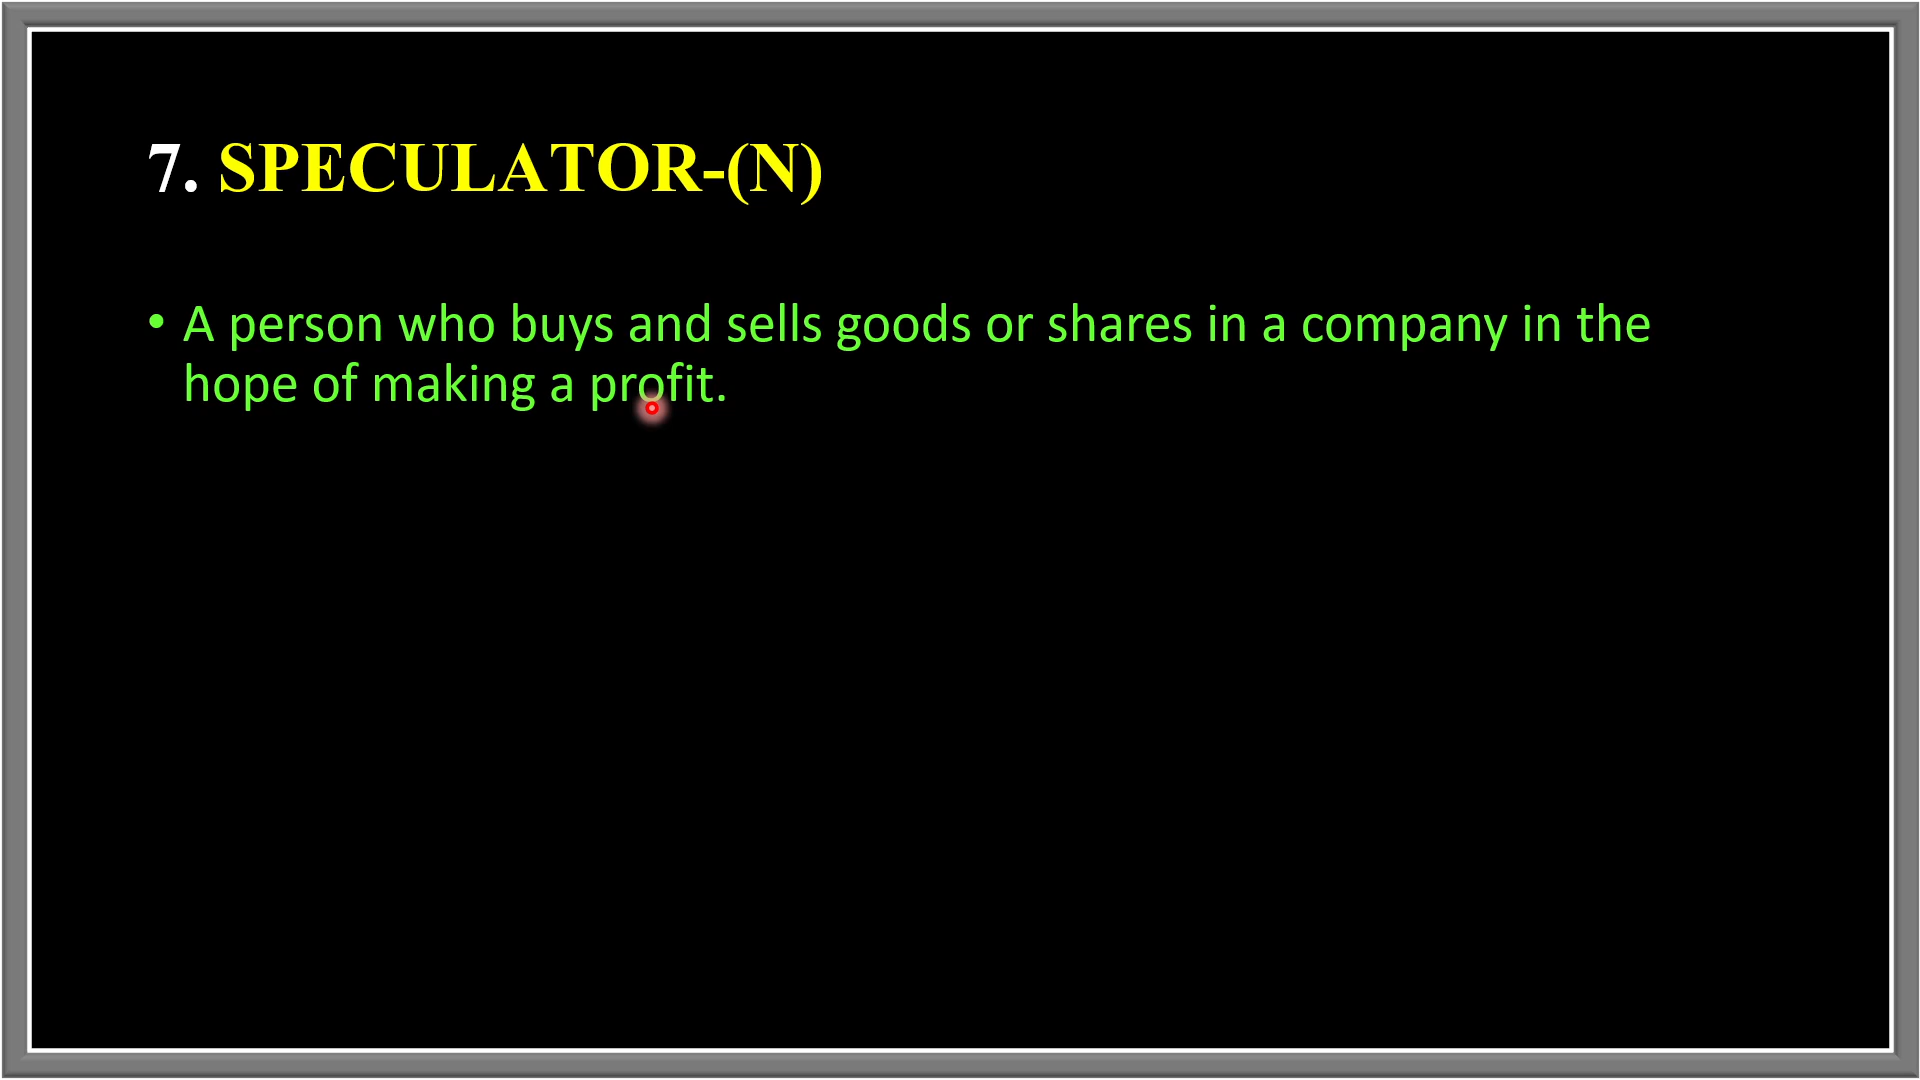 7. SPECULATOR-(N)
• A person who buys and sells goods or shares in a company in the
hope of making a profit.